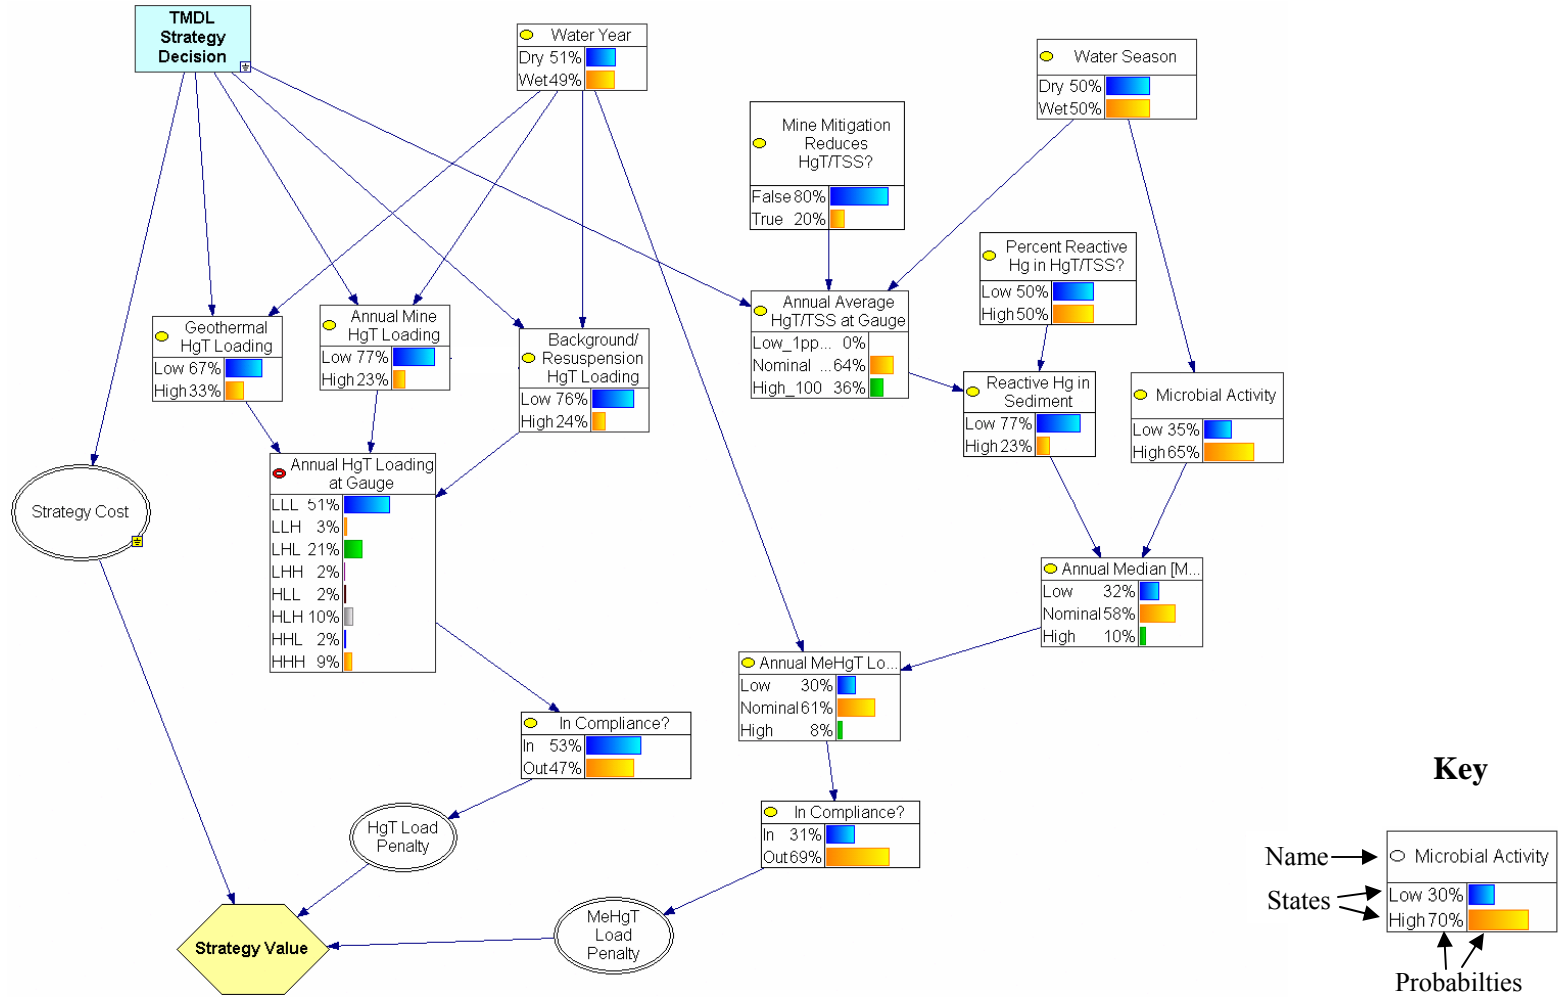 TMDL
Strategy
Decision
Water Year
Dry 51%
Wet 49%
Water Season
Dry 50%
Wet 50%
Mine Mitigation
Reduces
HgT/TSS?
False 80%
True 20%
Percent Reactive
Hg in HgT/TSS?
Low 50%
High 50%
Geothermal
HgT Loading
Low 67%
High 33%
Annual Mine
HgT Loading
Low 77%
High 23%
Background/
Resuspension
HgT Loading
Low 76%
High 24%
Annual Average
HgT/TSS at Gauge
Low_1pp... 0%
Nominal ...64%
High_100 36%
Reactive Hg in
Sediment
Low 77%
High 23%
Microbial Activity
Low 35%
High 65%
Annual HgT Loading
at Gauge
LLL 51%
LLH 3%
LHL 21%
LHH 2%
HLL 2%
HLH 10%
HHL 2%
HHH 9%
Strategy Cost
Annual Median [M...
Low 32%
Nominal 58%
High 10%
Annual MeHgT Lo...
Low 30%
Nominal 61%
High 8%
In Compliance?
In 53%
Out 47%
In Compliance?
In 31%
Out 69%
HgT Load
Penalty
MeHgT
Load
Penalty
Strategy Value
Key
Name
States
Microbial Activity
Low 30%
High 70%
Probabilties